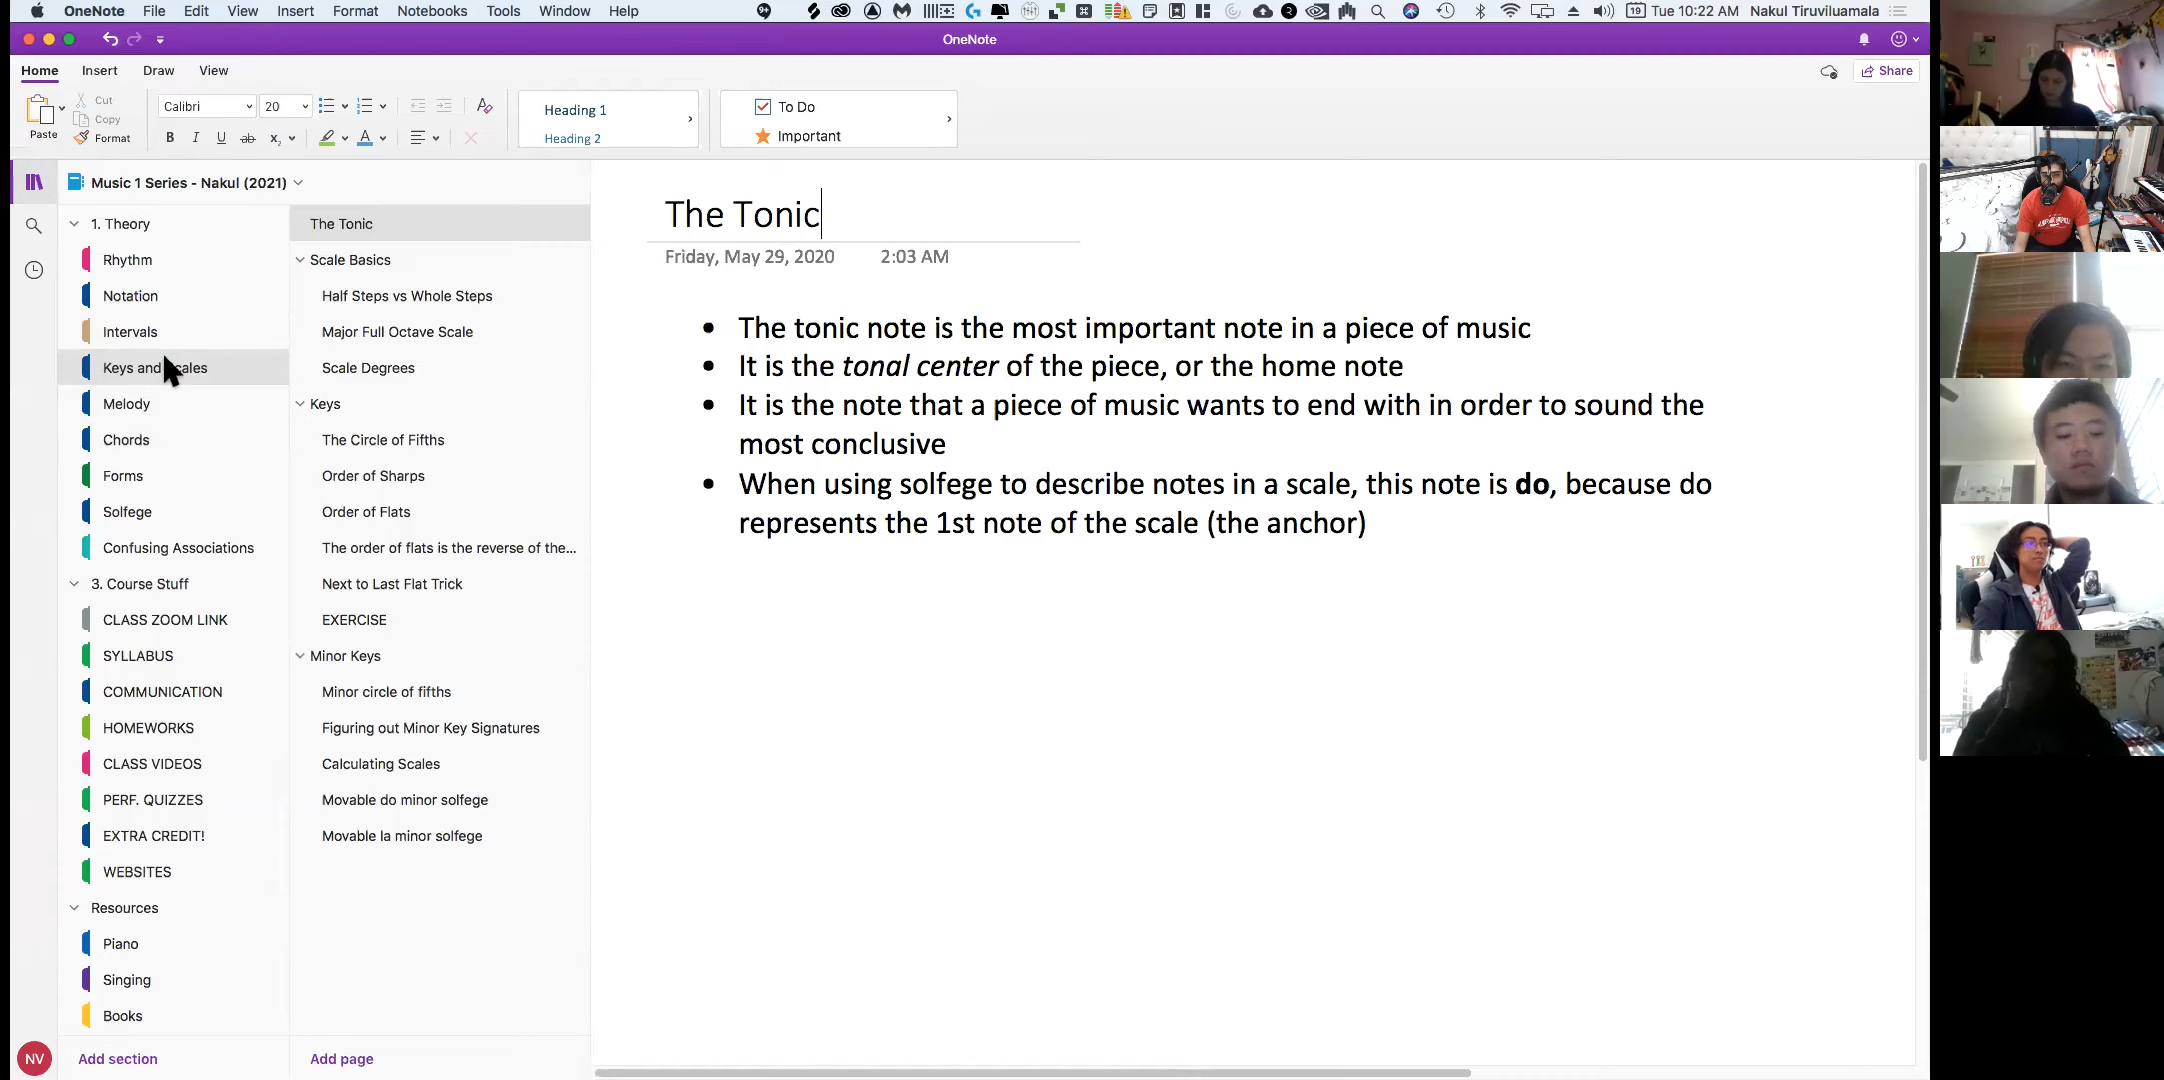 OneNote File Edit View Insert Format Notebooks Tools Window Help Tue 10:22 AM Nakul Tiruviluamala
OneNote
Home Insert Draw View Share
Paste Cut Copy Format
Calibri 20
Heading 1
Heading 2
To Do
Important
Music 1 Series - Nakul (2021)
1. Theory
Rhythm
Notation
Intervals
Keys and
Melody
Chords
Forms
Solfege
Confusing Associations
3. Course Stuff
CLASS ZOOM LINK
SYLLABUS
COMMUNICATION
HOMEWORKS
CLASS VIDEOS
PERF. QUIZZES
EXTRA CREDIT!
WEBSITES
Resources
Piano
Singing
Books
Add section
NV
The Tonic
Scale Basics
Half Steps vs Whole Steps
Major Full Octave Scale
Scale Degrees
Keys
The Circle of Fifths
Order of Sharps
Order of Flats
The order of flats is the reverse of the...
Next to Last Flat Trick
EXERCISE
Minor Keys
Minor circle of fifths
Figuring out Minor Key Signatures
Calculating Scales
Movable do minor solfege
Movable la minor solfege
Add page
The Tonic
Friday, May 29, 2020 2:03 AM
• The tonic note is the most important note in a piece of music
• It is the tonal center of the piece, or the home note
• It is the note that a piece of music wants to end with in order to sound the
most conclusive
• When using solfege to describe notes in a scale, this note is do, because do
represents the 1st note of the scale (the anchor)